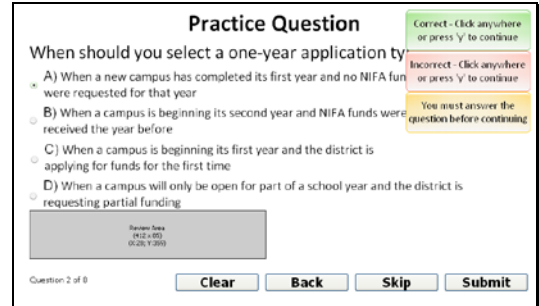 Practice Question
Correct - Click anywhere
or press 'y' to continue
When should you select a one-year application ty
Incorrect - Click anywhere
or press 'y' to continue
A) When a new campus has completed its first year and no NIFA fun
were requested for that year
You must answer the
question before continuing
B) When a campus is beginning its second year and NIFA funds were
received the year before
C) When a campus is beginning its first year and the district is
applying for funds for the first time
D) When a campus will only be open for part of a school year and the district is
requesting partial funding
Review Area
Question 2 of 8
Clear
Back
Skip
Submit